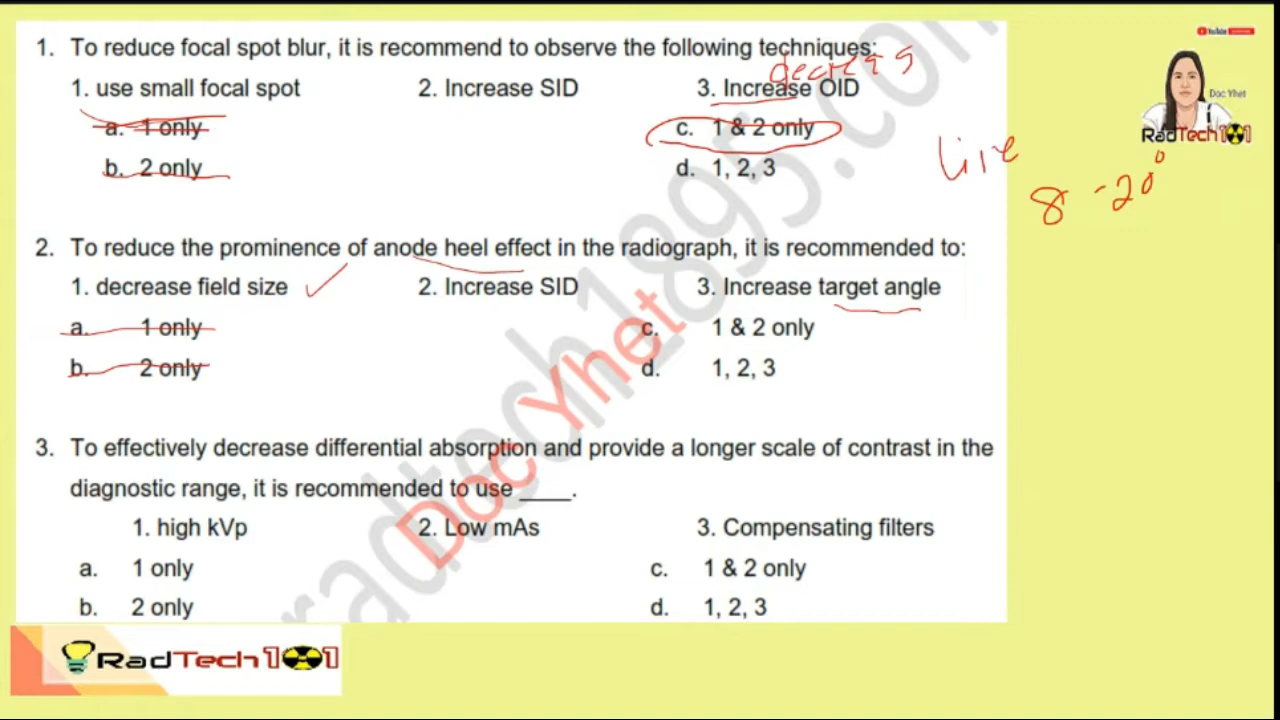 1. To reduce focal spot blur, it is recommend to observe the following techniques:
decreas
1. use small focal spot 2. Increase SID 3. Increase OID
a. 1 only c. 1 & 2 only
b. 2 only d. 1, 2, 3
YouTube
Doc Yhet
RadTech101
8 -20°
2. To reduce the prominence of anode heel effect in the radiograph, it is recommended to:
1. decrease field size 2. Increase SID 3. Increase target angle
a. 1 only c. 1 & 2 only
b. 2 only d. 1, 2, 3
3. To effectively decrease differential absorption and provide a longer scale of contrast in the
diagnostic range, it is recommended to use ____.
1. high kVp 2. Low mAs 3. Compensating filters
a. 1 only c. 1 & 2 only
b. 2 only d. 1, 2, 3
radtech1895.com
Doc Yhet
RadTech101